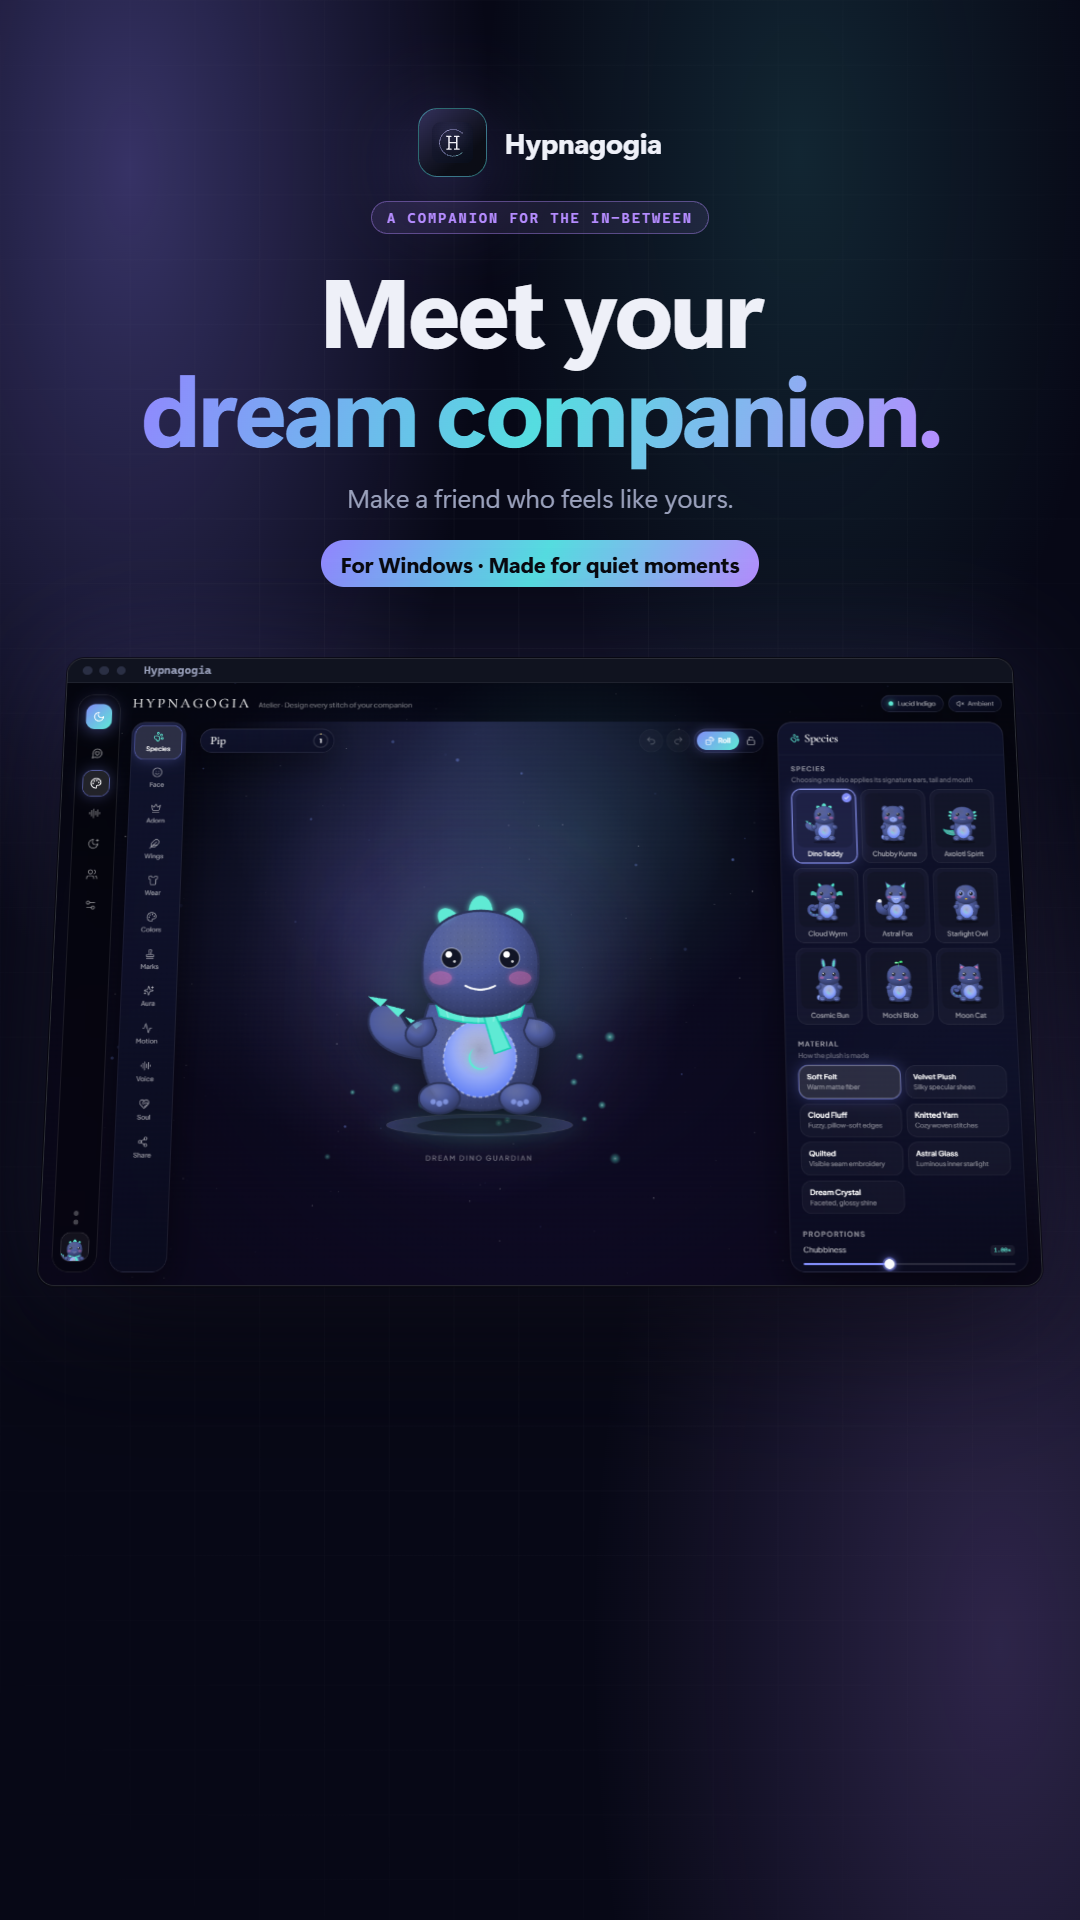 H
Hypnagogia
A COMPANION FOR THE IN-BETWEEN
Meet your
dream companion.
Make a friend who feels like yours.
For Windows · Made for quiet moments
Hypnagogia
HYPNAGOGIA
Atelier · Design every stitch of your companion
Lucid Indigo
Ambient
Species
Face
Adorn
Wings
Wear
Colors
Marks
Aura
Motion
Voice
Soul
Share
Pip
Roll
DREAM DINO GUARDIAN
Species
SPECIES
Choosing one also applies its signature ears, tail and mouth
Dino Teddy
Chubby Kuma
Axolotl Spirit
Cloud Wyrm
Astral Fox
Starlight Owl
Cosmic Bun
Mochi Blob
Moon Cat
MATERIAL
How the plush is made
Soft Felt
Warm matte fiber
Velvet Plush
Silky specular sheen
Cloud Fluff
Fuzzy, pillow-soft edges
Knitted Yarn
Cozy woven stitches
Quilted
Visible seam embroidery
Astral Glass
Luminous inner starlight
Dream Crystal
Faceted, glossy shine
PROPORTIONS
Chubbiness
1.00×